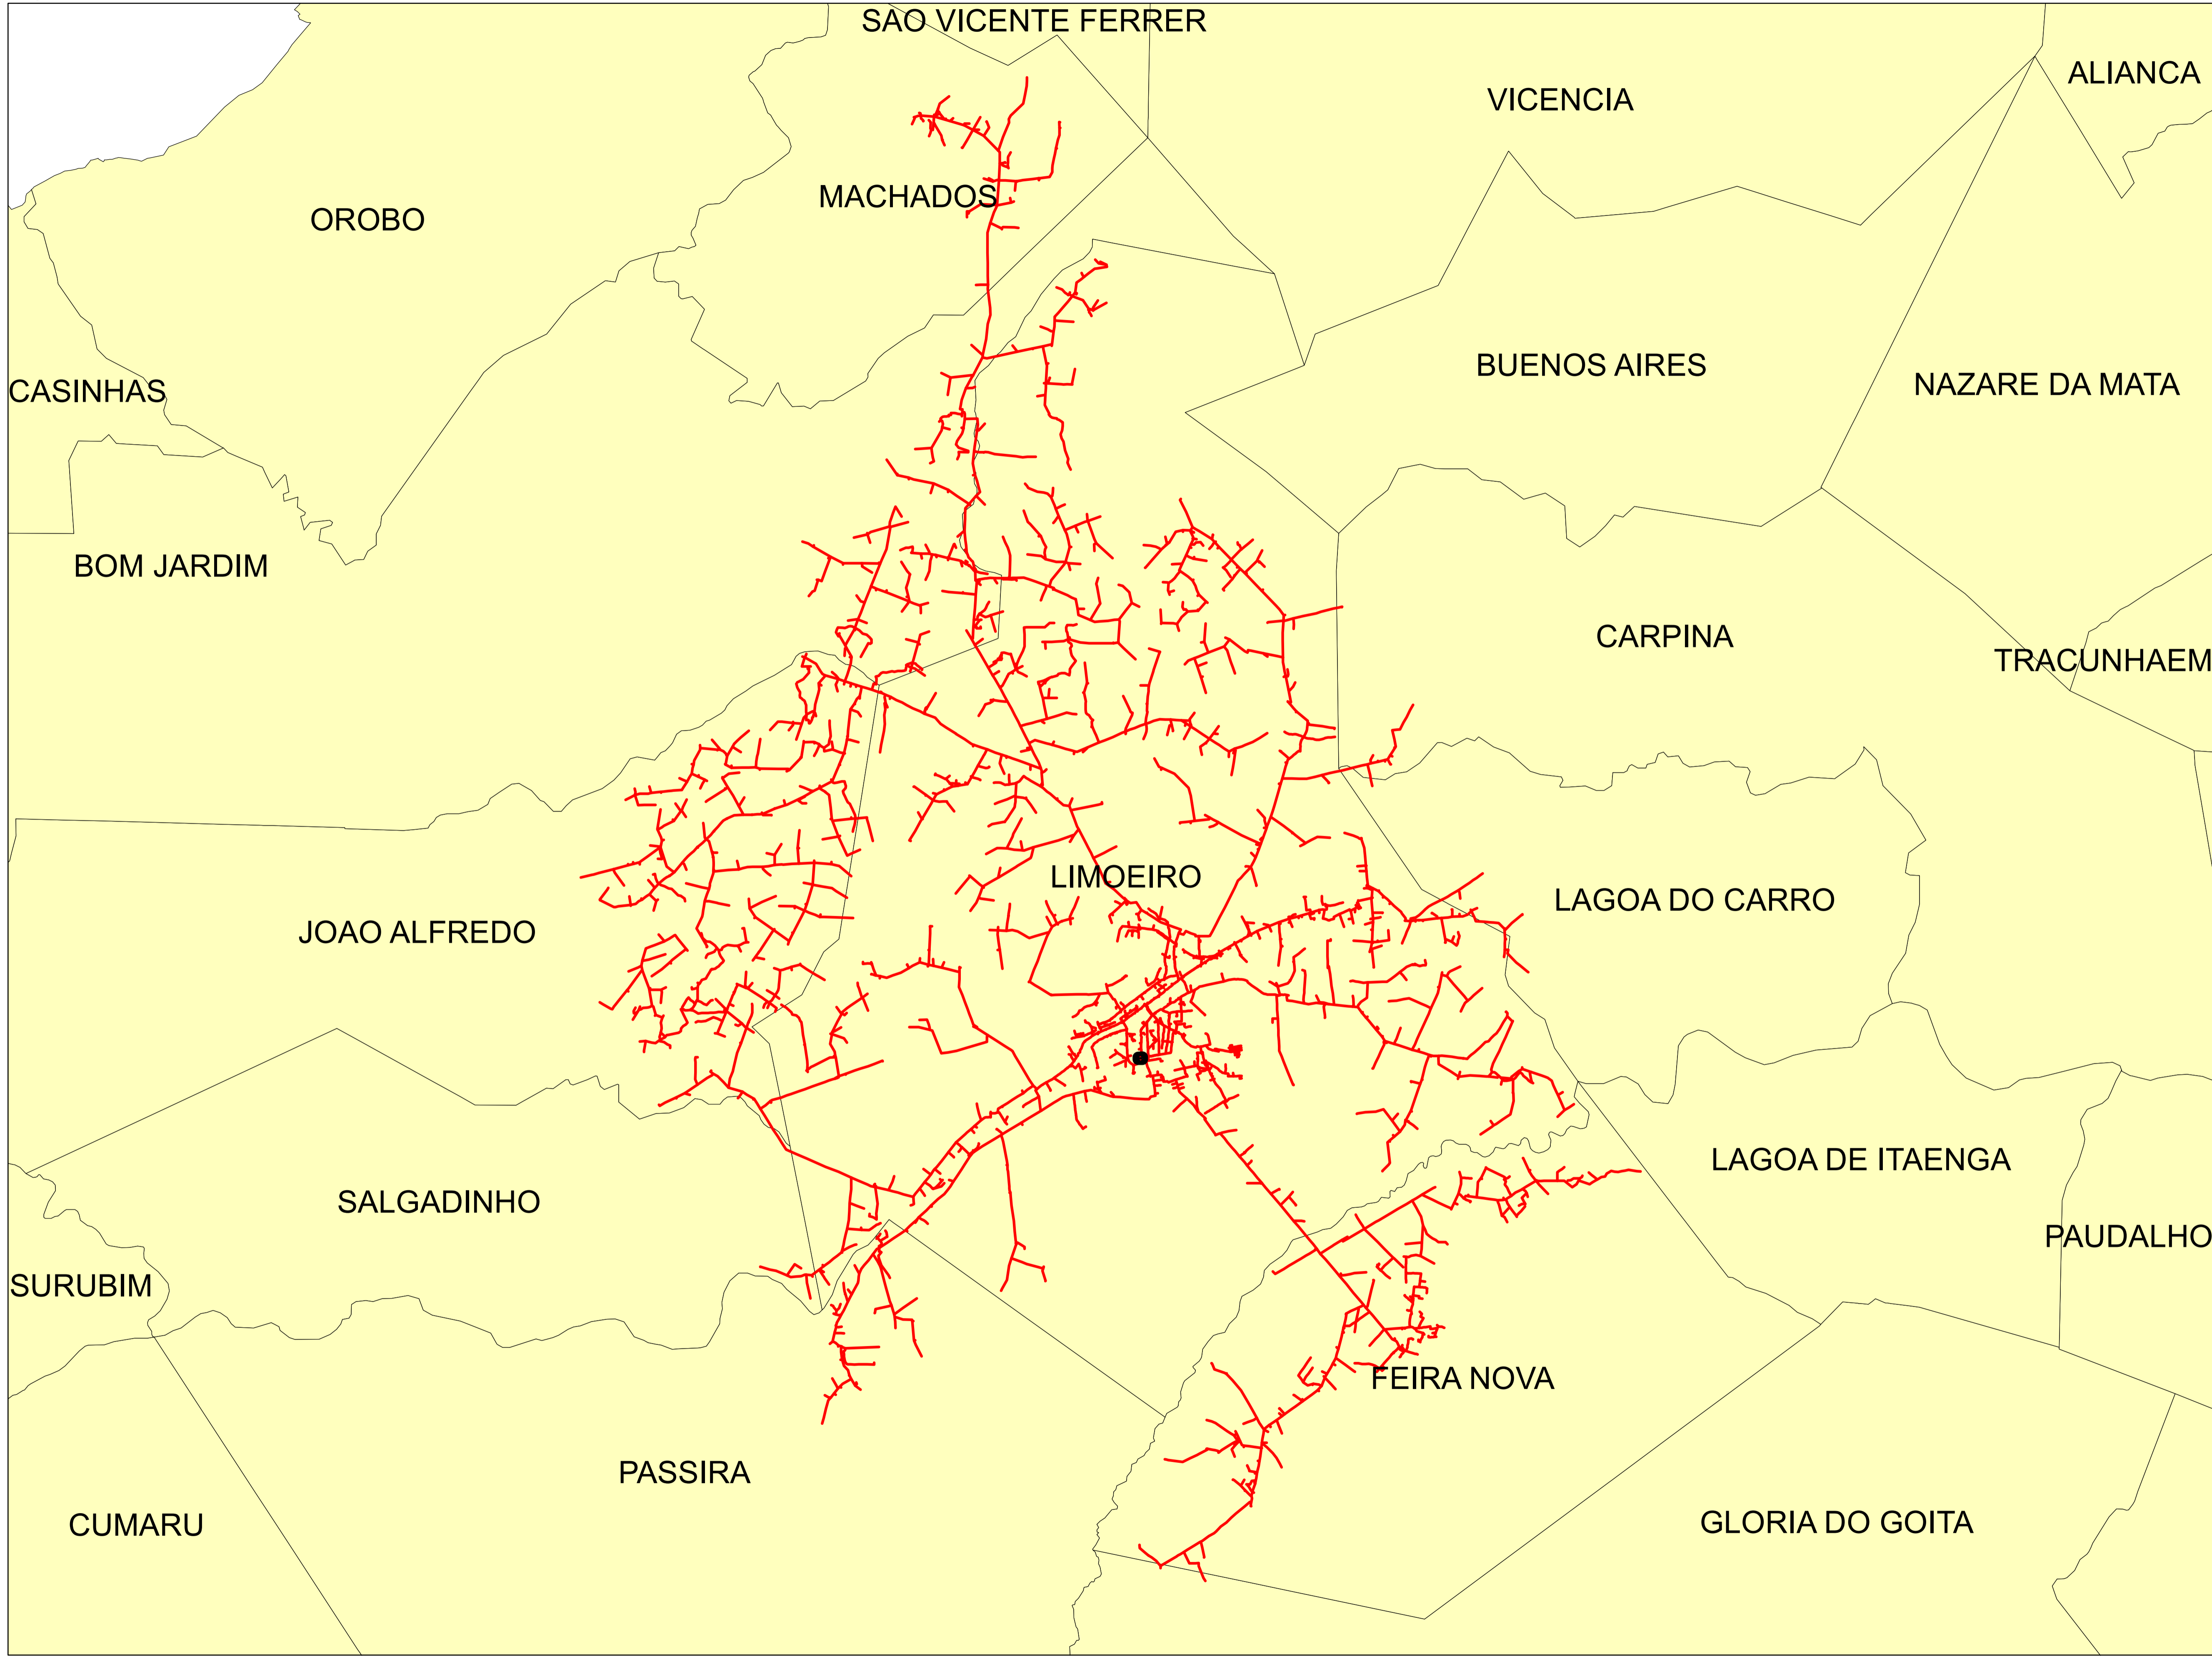 SAO VICENTE FERRER
ALIANCA
VICENCIA
MACHADOS
OROBO
BUENOS AIRES
NAZARE DA MATA
CASINHAS
BOM JARDIM
CARPINA
TRACUNHAEM
LIMOEIRO
LAGOA DO CARRO
JOAO ALFREDO
LAGOA DE ITAENGA
SALGADINHO
PAUDALHO
SURUBIM
FEIRA NOVA
PASSIRA
CUMARU
GLORIA DO GOITA